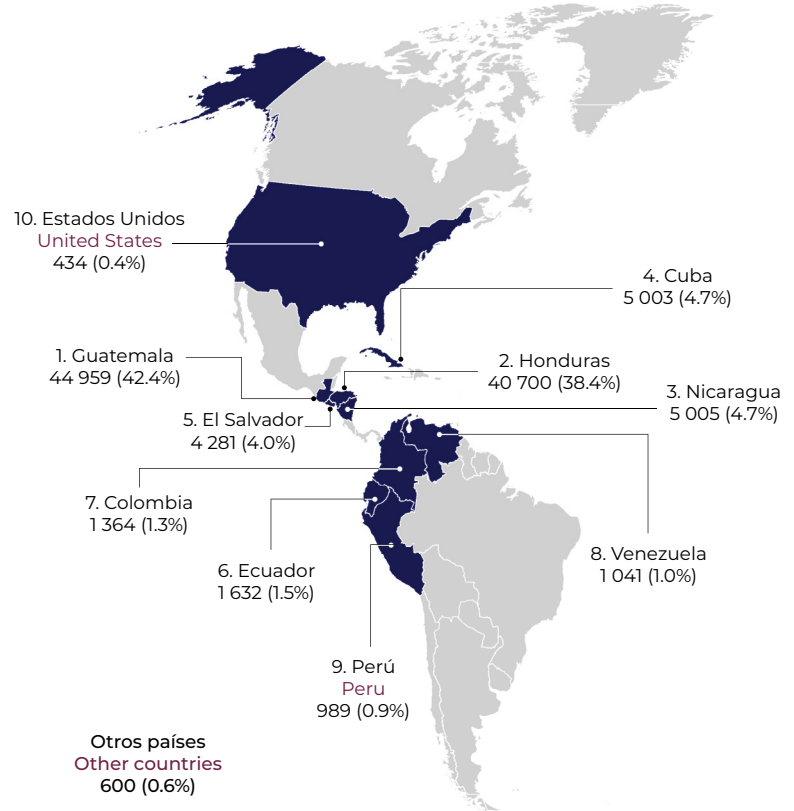 10. Estados Unidos
United States
434 (0.4%)
4. Cuba
5 003 (4.7%)
1. Guatemala
44 959 (42.4%)
2. Honduras
40 700 (38.4%)
3. Nicaragua
5 005 (4.7%)
5. El Salvador
4 281 (4.0%)
7. Colombia
1 364 (1.3%)
8. Venezuela
1 041 (1.0%)
6. Ecuador
1 632 (1.5%)
9. Perú
Peru
989 (0.9%)
Otros países
Other countries
600 (0.6%)